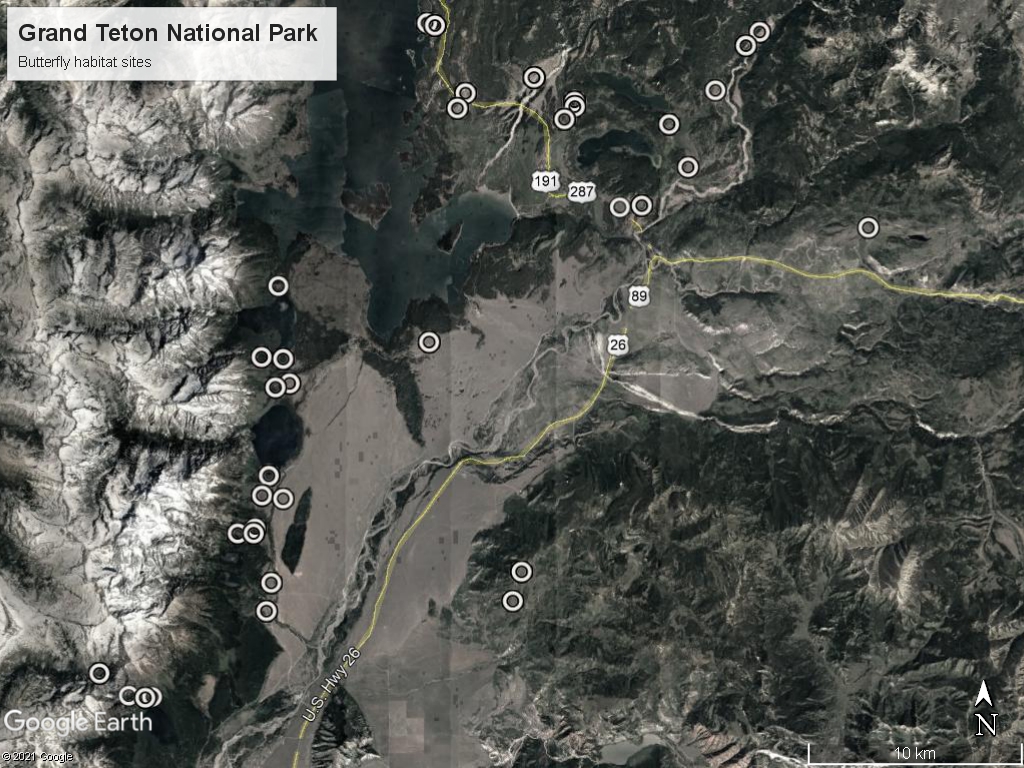 Grand Teton National Park
Butterfly habitat sites
191
287
89
26
U.S. Hwy 26
Google Earth
© 2021 Google
N
10 km